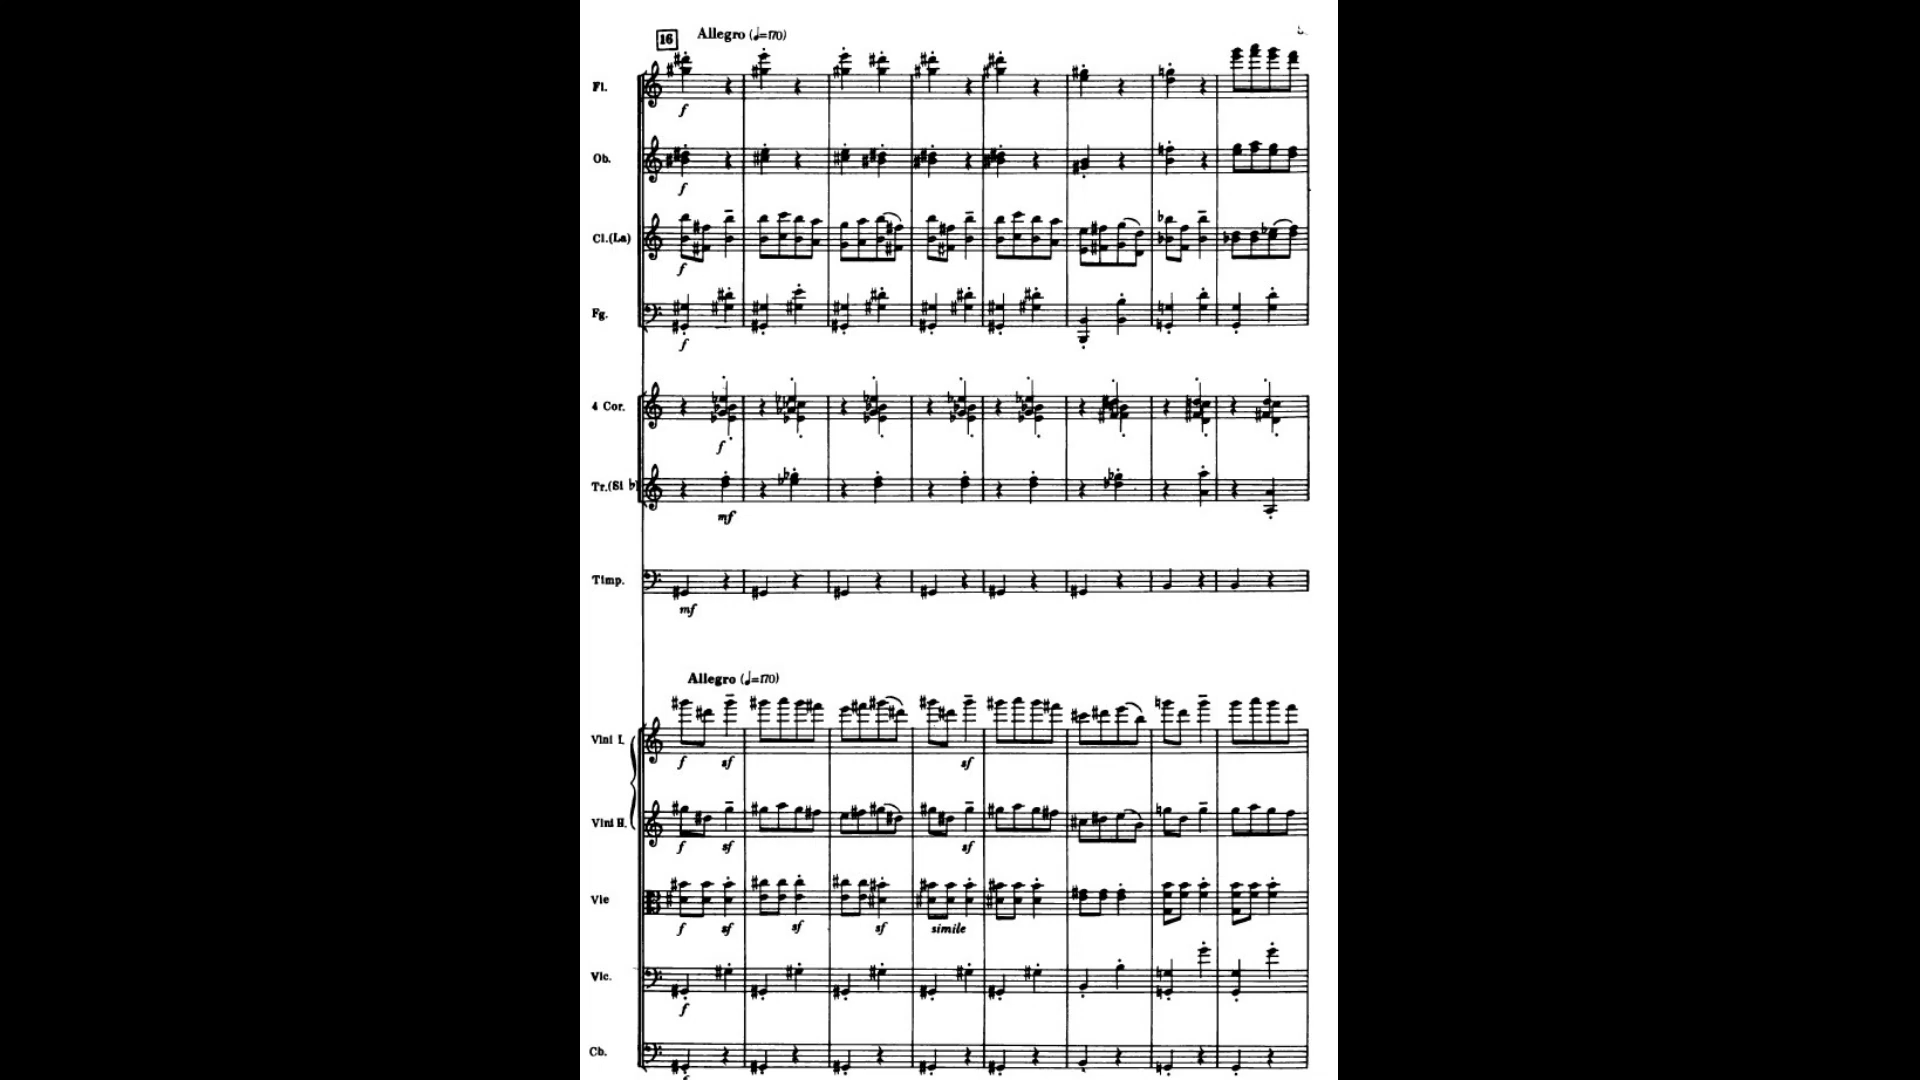 16 Allegro (♩=170)
Fl.
f
Ob.
f
Cl.(La)
f
Fg.
f
4 Cor.
f
Tr.(Si b)
mf
Timp.
mf
Allegro (♩=170)
Vlni I.
f sf sf
Vlni II.
f sf sf
Vle
f sf sf sf simile
Vlc.
f
Cb.
f